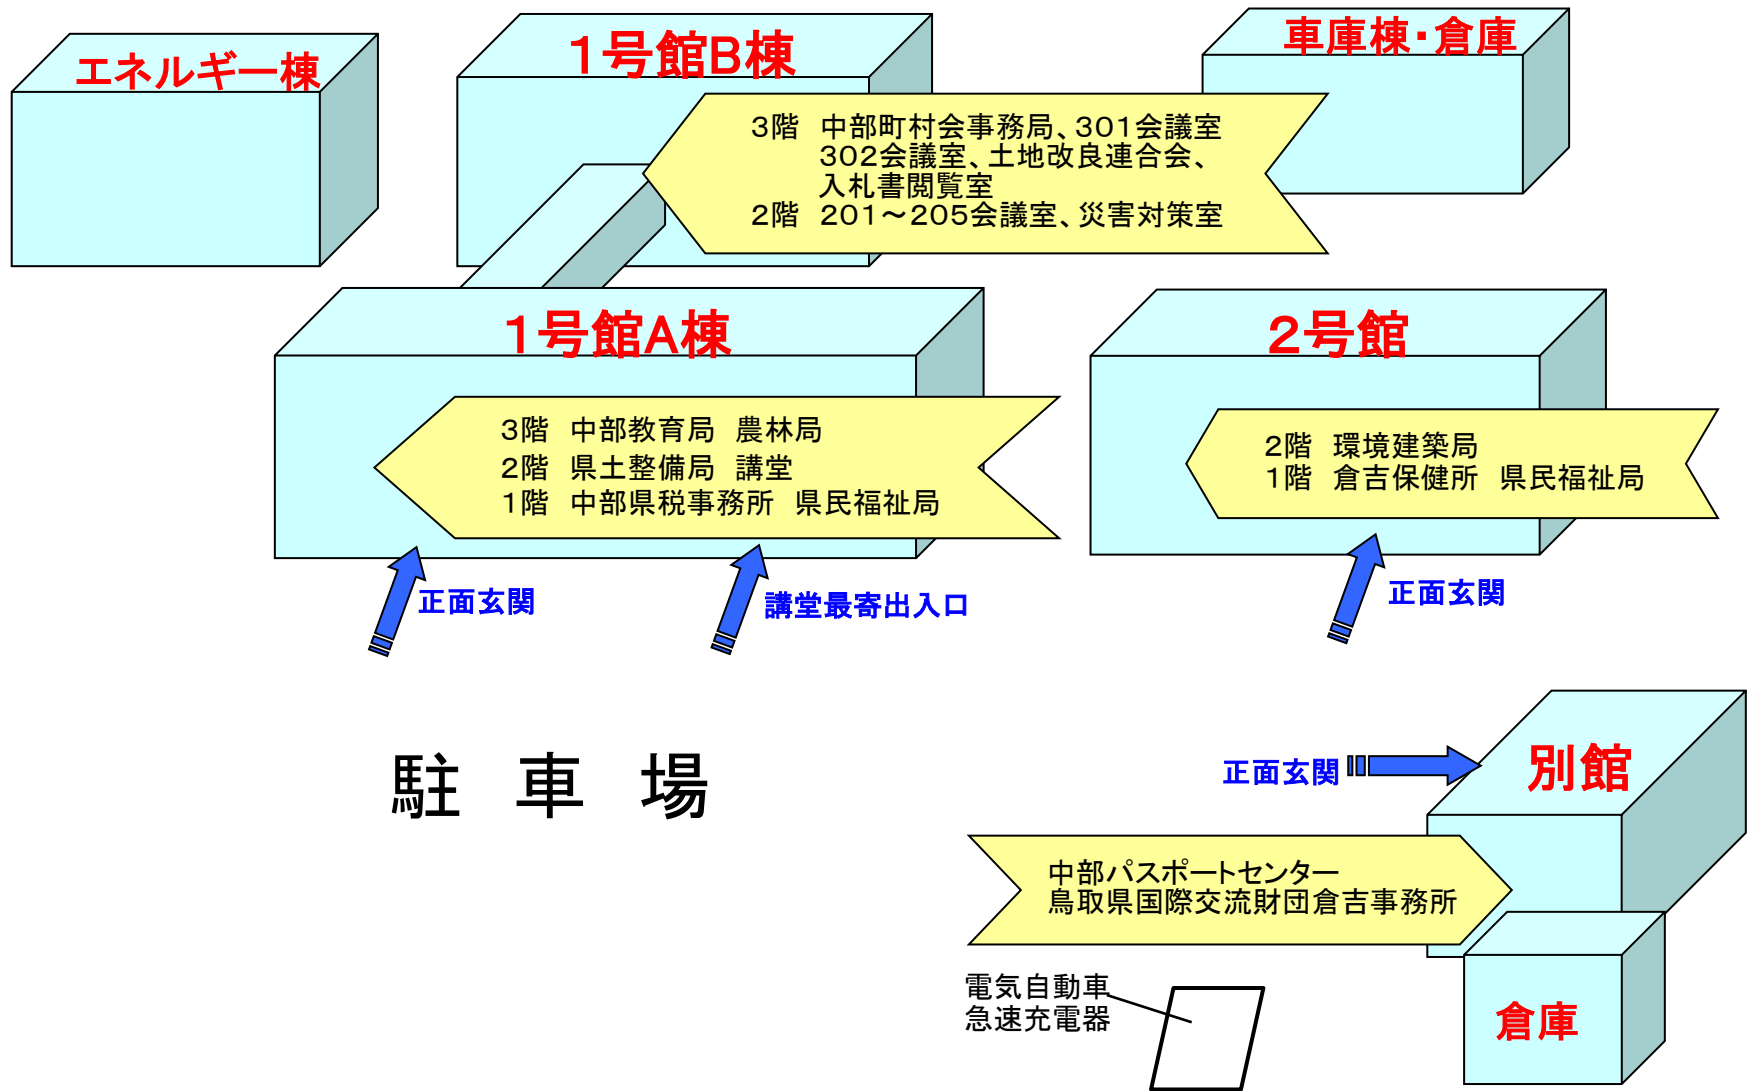 エネルギー棟
1号館B棟
車庫棟・倉庫
3階　中部町村会事務局、301会議室
302会議室、土地改良連合会、
入札書閲覧室
2階　201～205会議室、災害対策室
1号館A棟
3階　中部教育局　農林局
2階　県土整備局　講堂
1階　中部県税事務所　県民福祉局
正面玄関
講堂最寄出入口
2号館
2階　環境建築局
1階　倉吉保健所　県民福祉局
正面玄関
駐　車　場
正面玄関
別館
中部パスポートセンター
鳥取県国際交流財団倉吉事務所
電気自動車
急速充電器
倉庫